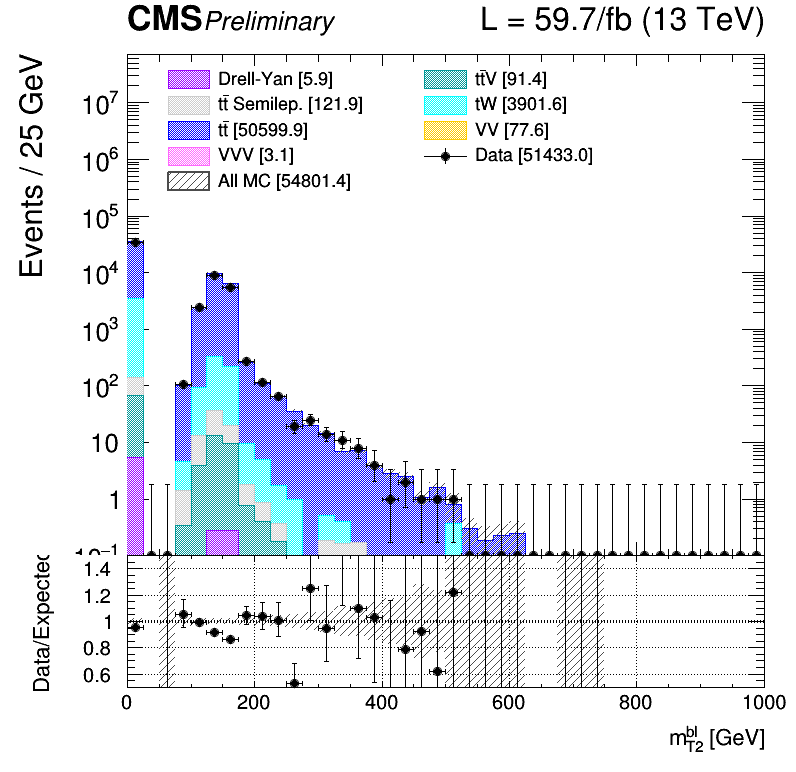 CMS Preliminary L = 59.7/fb (13 TeV)
Events / 25 GeV
Drell-Yan [5.9]
tt̄ Semilep. [121.9]
tt̄ [50599.9]
VVV [3.1]
All MC [54801.4]
tt̄V [91.4]
tW [3901.6]
VV [77.6]
Data [51433.0]
10⁷
10⁶
10⁵
10⁴
10³
10²
10
1
10⁻¹
Data/Expected
1.4
1.2
1
0.8
0.6
0 200 400 600 800 1000
m_T2^bl [GeV]